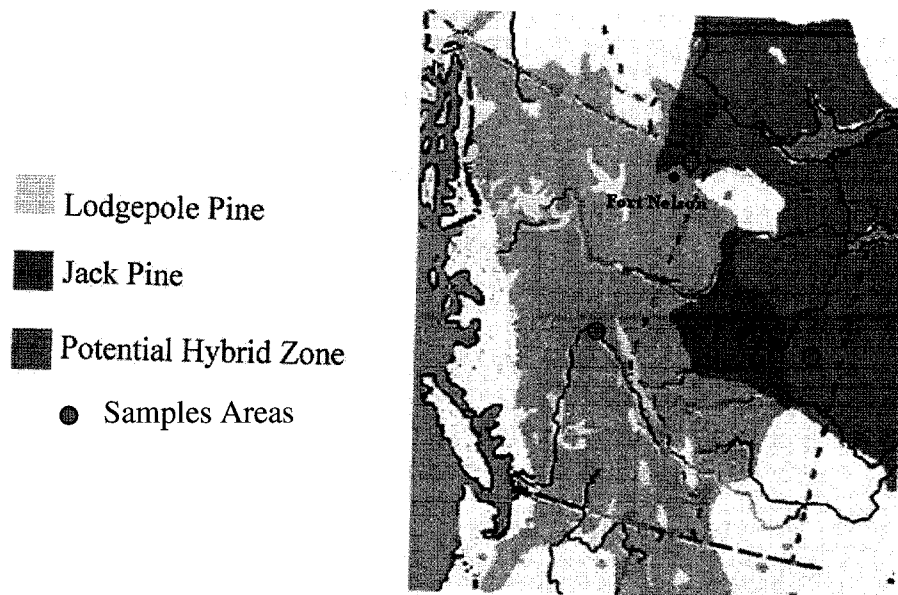 Lodgepole Pine
Jack Pine
Potential Hybrid Zone
Samples Areas
Fort Nelson